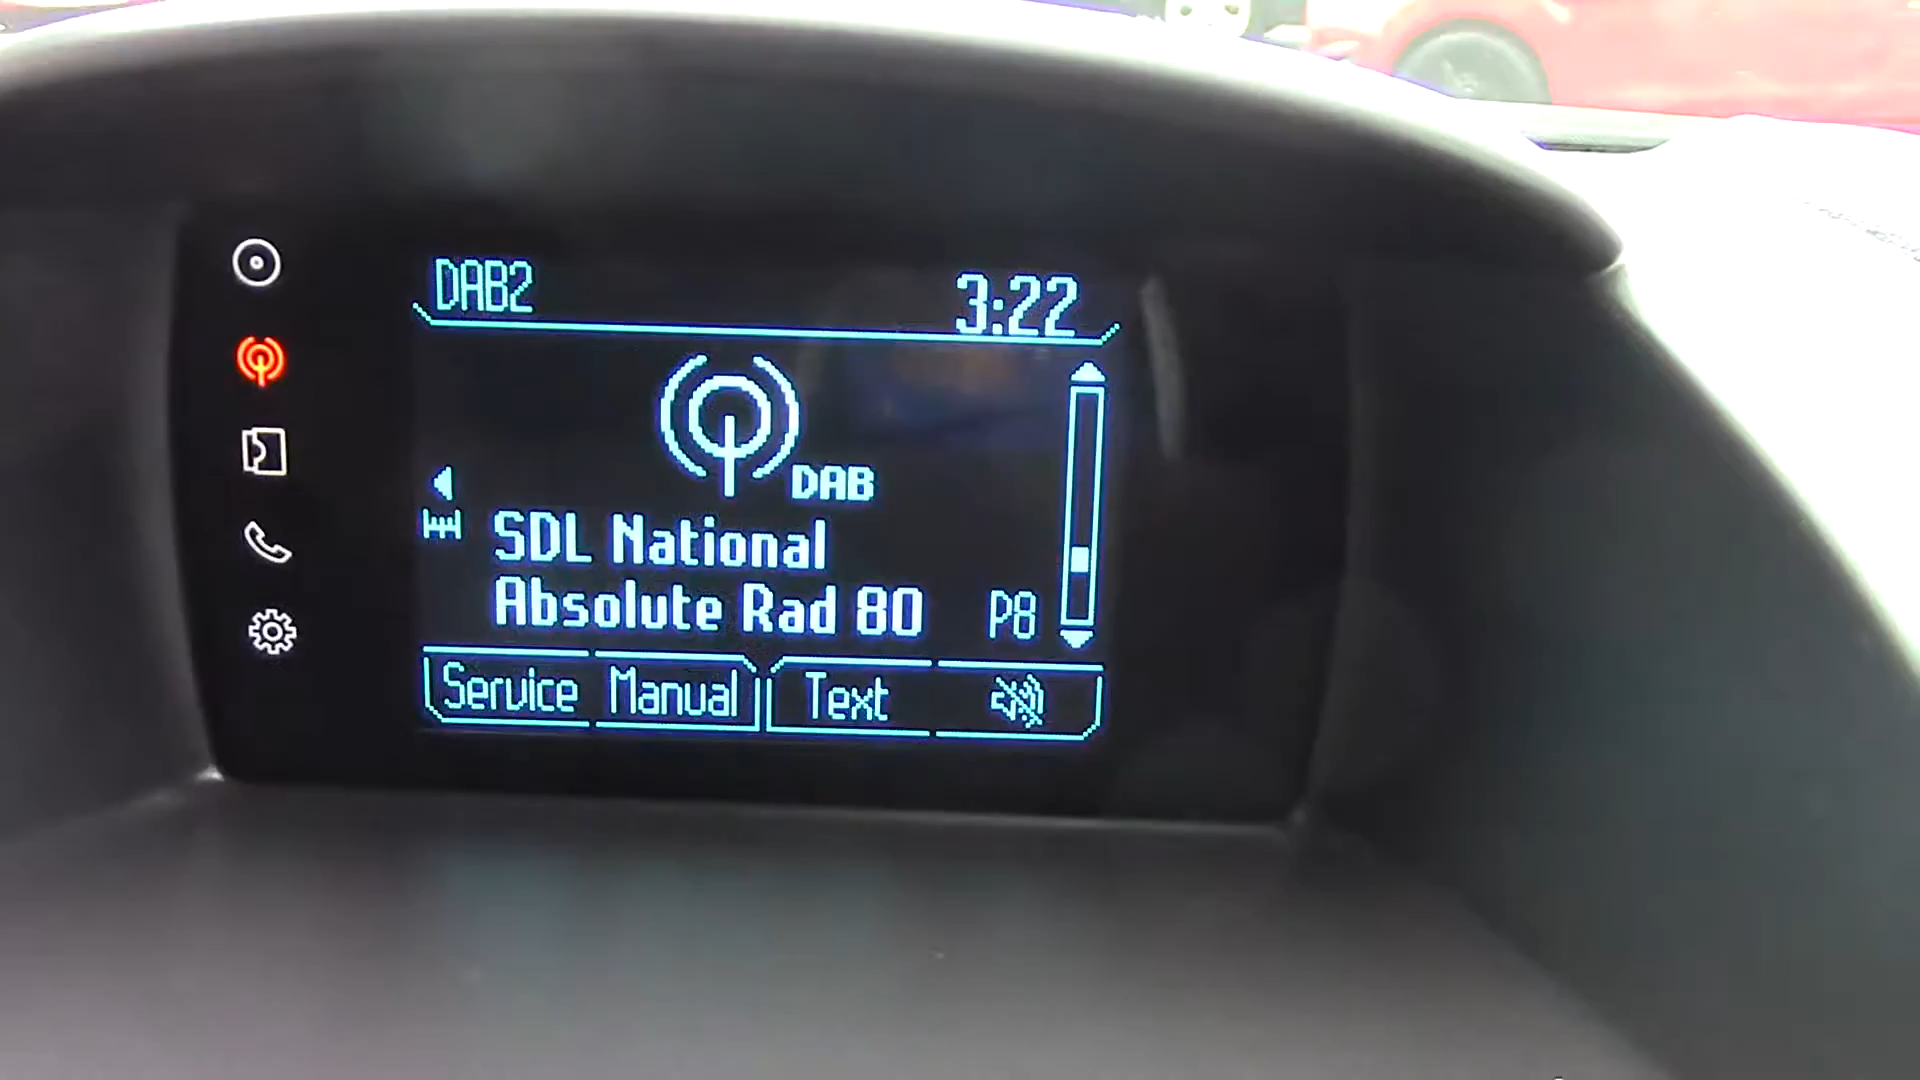 DAB2 3:22
DAB
SDL National
Absolute Rad 80 P8
Service Manual Text